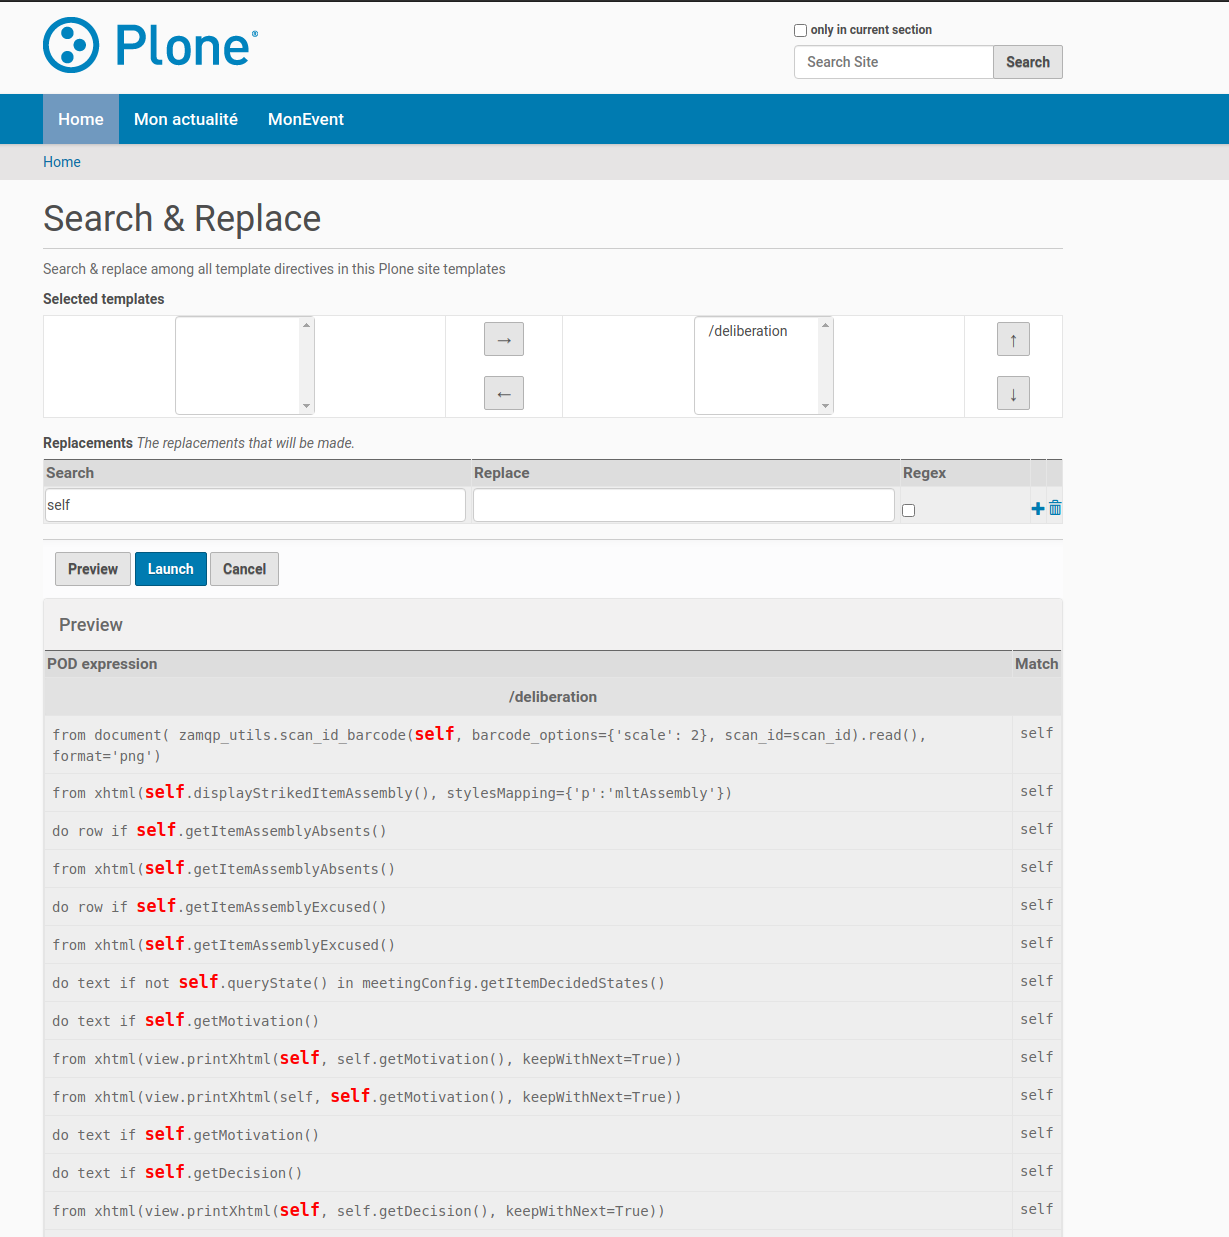 Plone®
only in current section
Search Site
Search
Home
Mon actualité
MonEvent
Home
Search & Replace
Search & replace among all template directives in this Plone site templates
Selected templates
→
/deliberation
↑
←
↓
Replacements The replacements that will be made.
Search
Replace
Regex
self
Preview
Launch
Cancel
Preview
POD expression
Match
/deliberation
from document( zamqp_utils.scan_id_barcode(self, barcode_options={'scale': 2}, scan_id=scan_id).read(),
format='png')
self
from xhtml(self.displayStrikedItemAssembly(), stylesMapping={'p':'mltAssembly'})
self
do row if self.getItemAssemblyAbsents()
self
from xhtml(self.getItemAssemblyAbsents()
self
do row if self.getItemAssemblyExcused()
self
from xhtml(self.getItemAssemblyExcused()
self
do text if not self.queryState() in meetingConfig.getItemDecidedStates()
self
do text if self.getMotivation()
self
from xhtml(view.printXhtml(self, self.getMotivation(), keepWithNext=True))
self
from xhtml(view.printXhtml(self, self.getMotivation(), keepWithNext=True))
self
do text if self.getMotivation()
self
do text if self.getDecision()
self
from xhtml(view.printXhtml(self, self.getDecision(), keepWithNext=True))
self